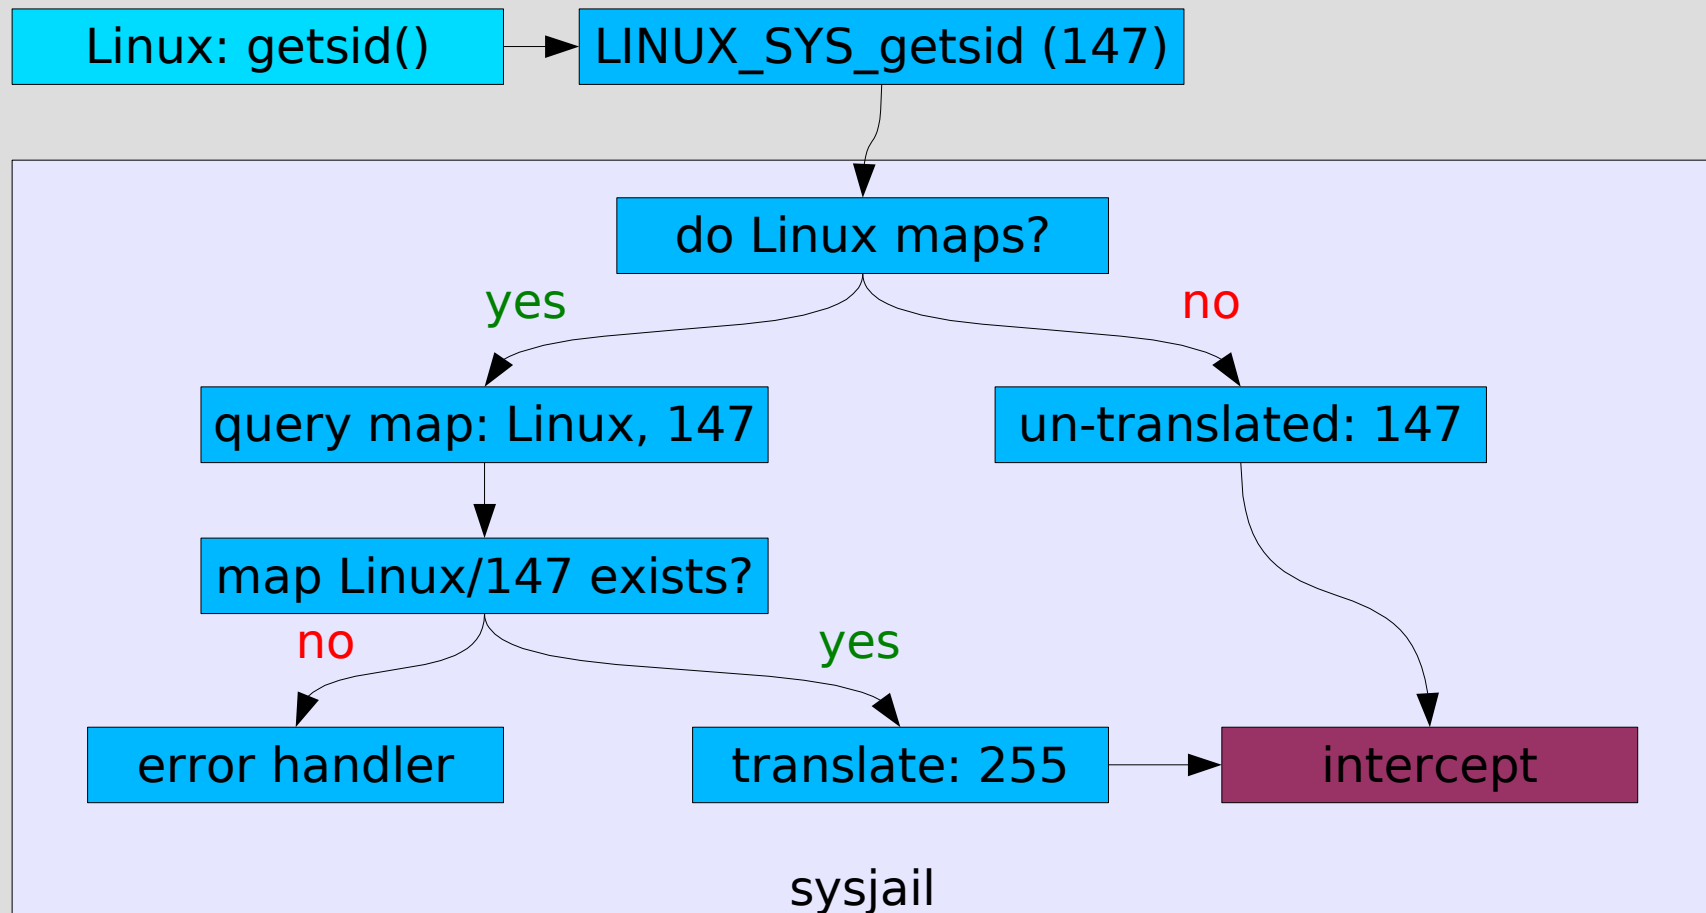 Linux: getsid()
LINUX_SYS_getsid (147)
do Linux maps?
yes
no
query map: Linux, 147
un-translated: 147
map Linux/147 exists?
no
yes
error handler
translate: 255
intercept
sysjail